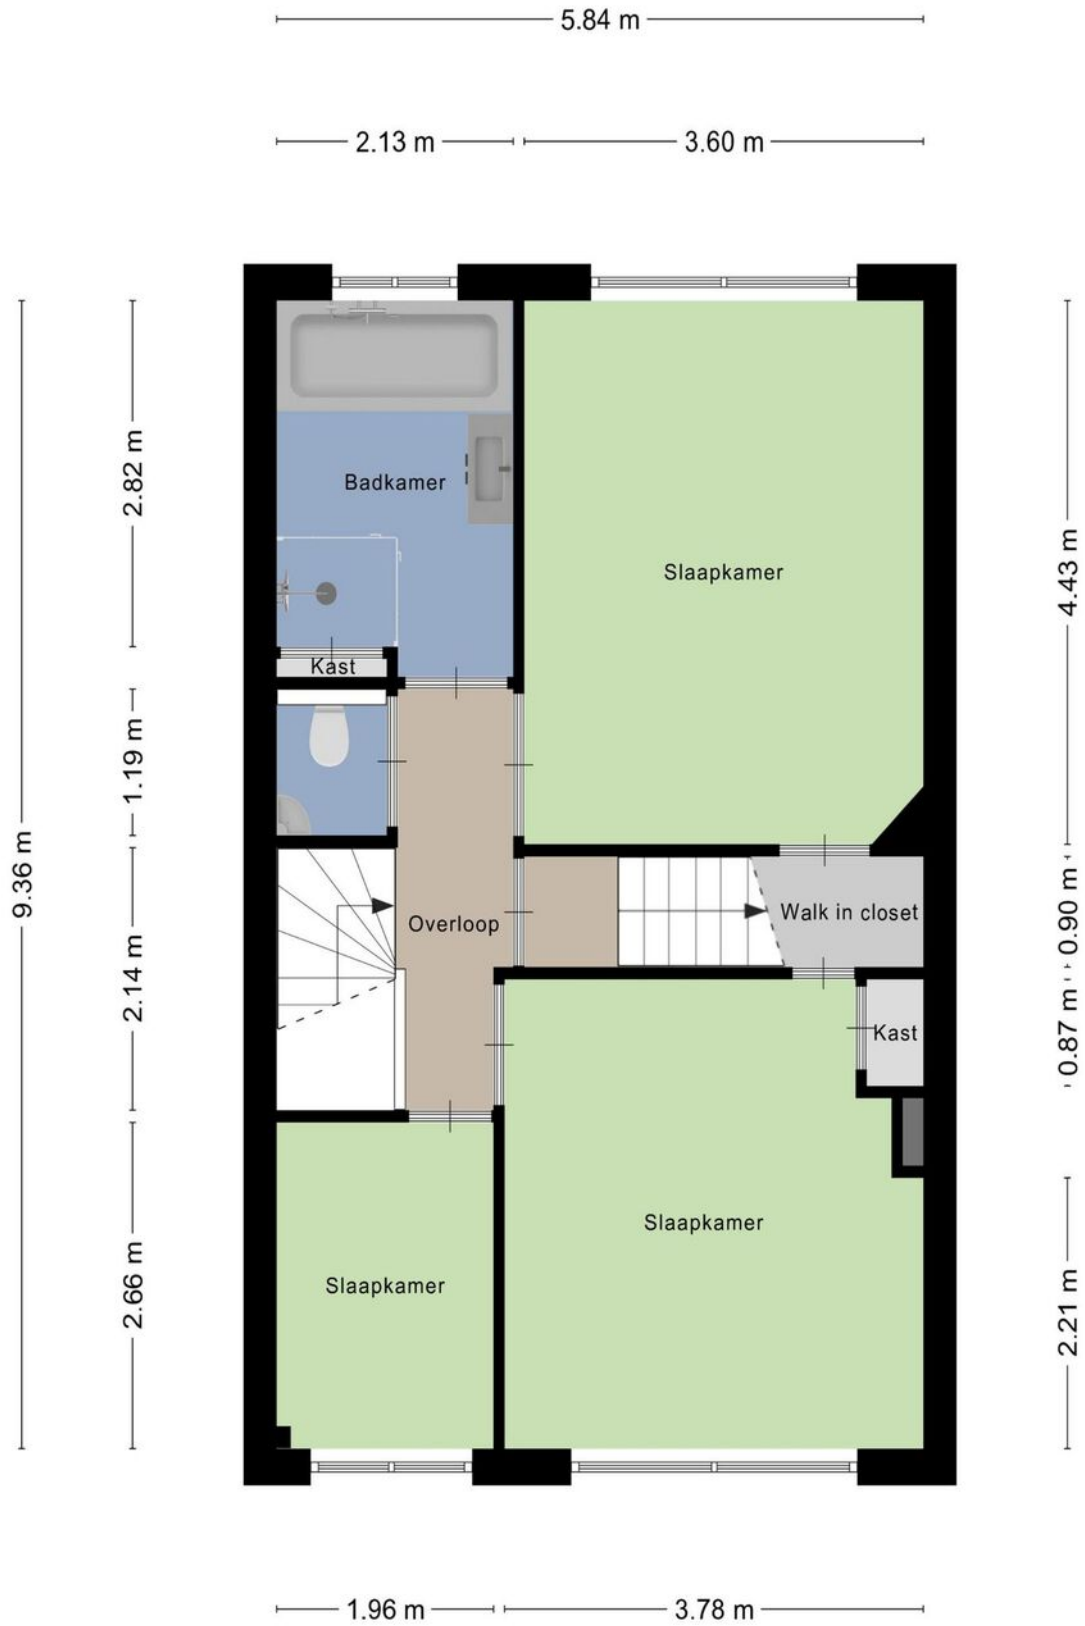 5.84 m
2.13 m
3.60 m
2.82 m
Badkamer
Slaapkamer
4.43 m
Kast
1.19 m
9.36 m
Overloop
Walk in closet
0.90 m
2.14 m
0.87 m
Kast
Slaapkamer
Slaapkamer
2.66 m
2.21 m
1.96 m
3.78 m